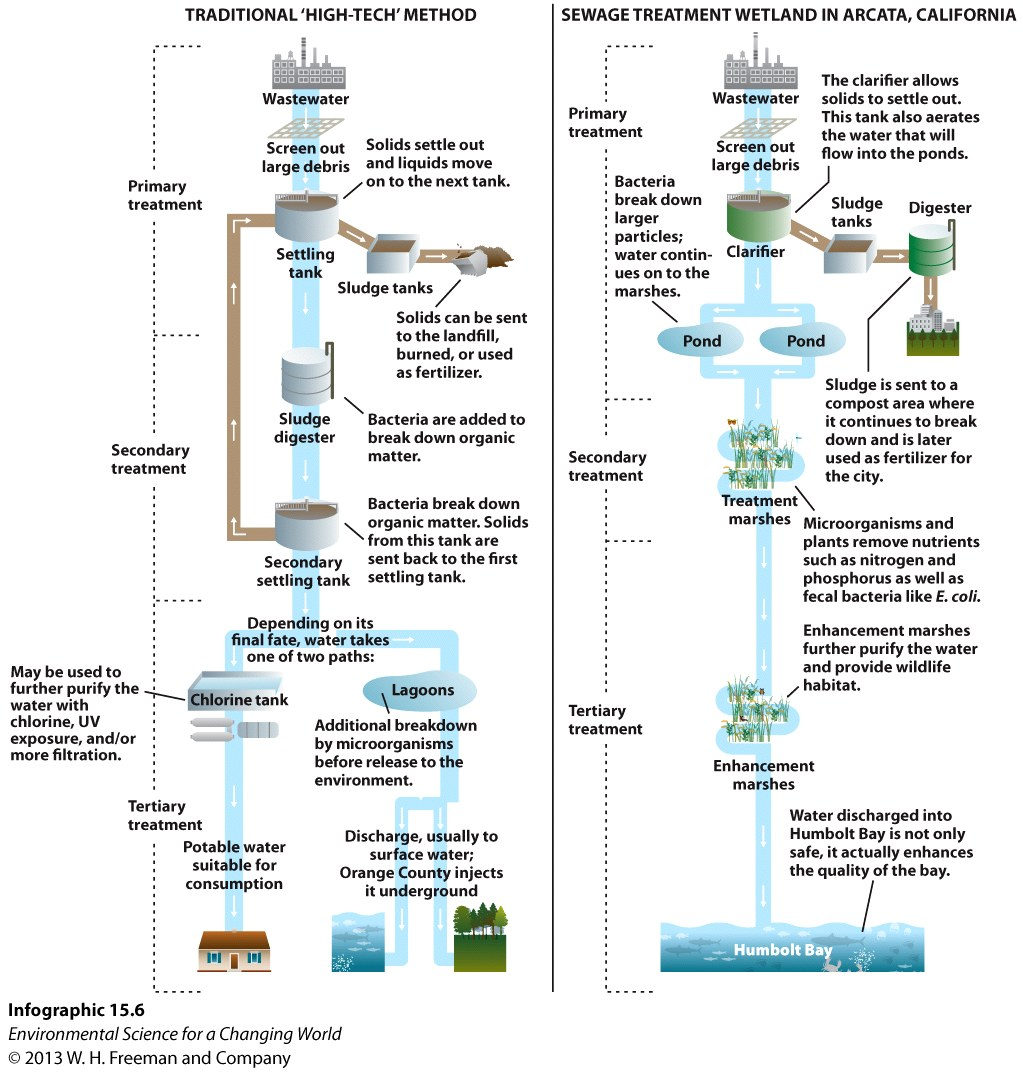 TRADITIONAL ‘HIGH-TECH’ METHOD
Wastewater
Screen out
large debris
Solids settle out
and liquids move
on to the next tank.
Primary
treatment
Settling
tank
Sludge tanks
Solids can be sent
to the landfill,
burned, or used
as fertilizer.
Sludge
digester
Bacteria are added to
break down organic
matter.
Secondary
treatment
Bacteria break down
organic matter. Solids
from this tank are
sent back to the first
settling tank.
Secondary
settling tank
Depending on its
final fate, water takes
one of two paths:
May be used to
further purify the
water with
chlorine, UV
exposure, and/or
more filtration.
Chlorine tank
Lagoons
Additional breakdown
by microorganisms
before release to the
environment.
Tertiary
treatment
Potable water
suitable for
consumption
Discharge, usually to
surface water;
Orange County injects
it underground
SEWAGE TREATMENT WETLAND IN ARCATA, CALIFORNIA
Wastewater
The clarifier allows
solids to settle out.
This tank also aerates
the water that will
flow into the ponds.
Primary
treatment
Screen out
large debris
Bacteria
break down
larger
particles;
water contin-
ues on to the
marshes.
Clarifier
Sludge
tanks
Digester
Pond
Pond
Sludge is sent to a
compost area where
it continues to break
down and is later
used as fertilizer for
the city.
Secondary
treatment
Treatment
marshes
Microorganisms and
plants remove nutrients
such as nitrogen and
phosphorus as well as
fecal bacteria like E. coli.
Enhancement marshes
further purify the water
and provide wildlife
habitat.
Tertiary
treatment
Enhancement
marshes
Water discharged into
Humbolt Bay is not only
safe, it actually enhances
the quality of the bay.
Humbolt Bay
Infographic 15.6
Environmental Science for a Changing World
© 2013 W. H. Freeman and Company